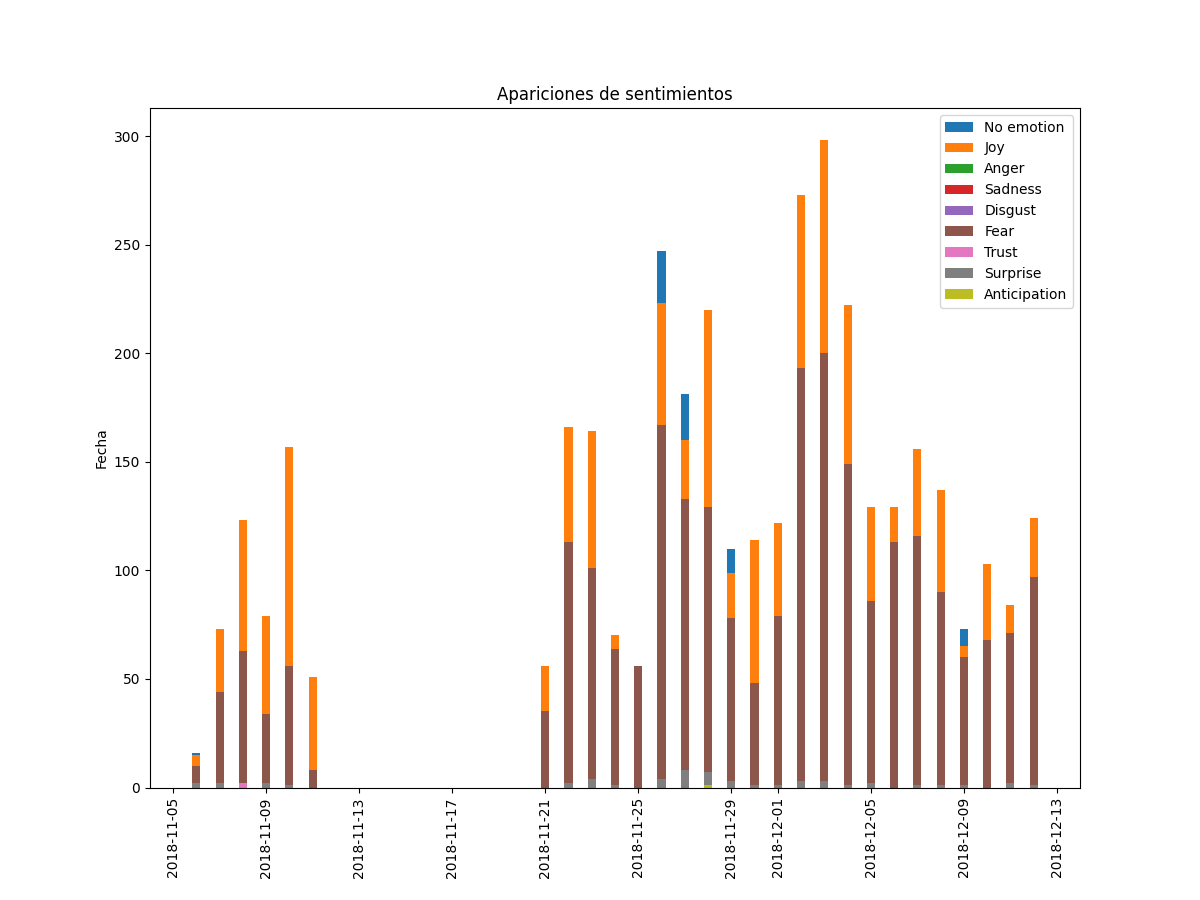 Apariciones de sentimientos
No emotion
Joy
Anger
Sadness
Disgust
Fear
Trust
Surprise
Anticipation
Fecha
300
250
200
150
100
50
0
2018-11-05
2018-11-09
2018-11-13
2018-11-17
2018-11-21
2018-11-25
2018-11-29
2018-12-01
2018-12-05
2018-12-09
2018-12-13